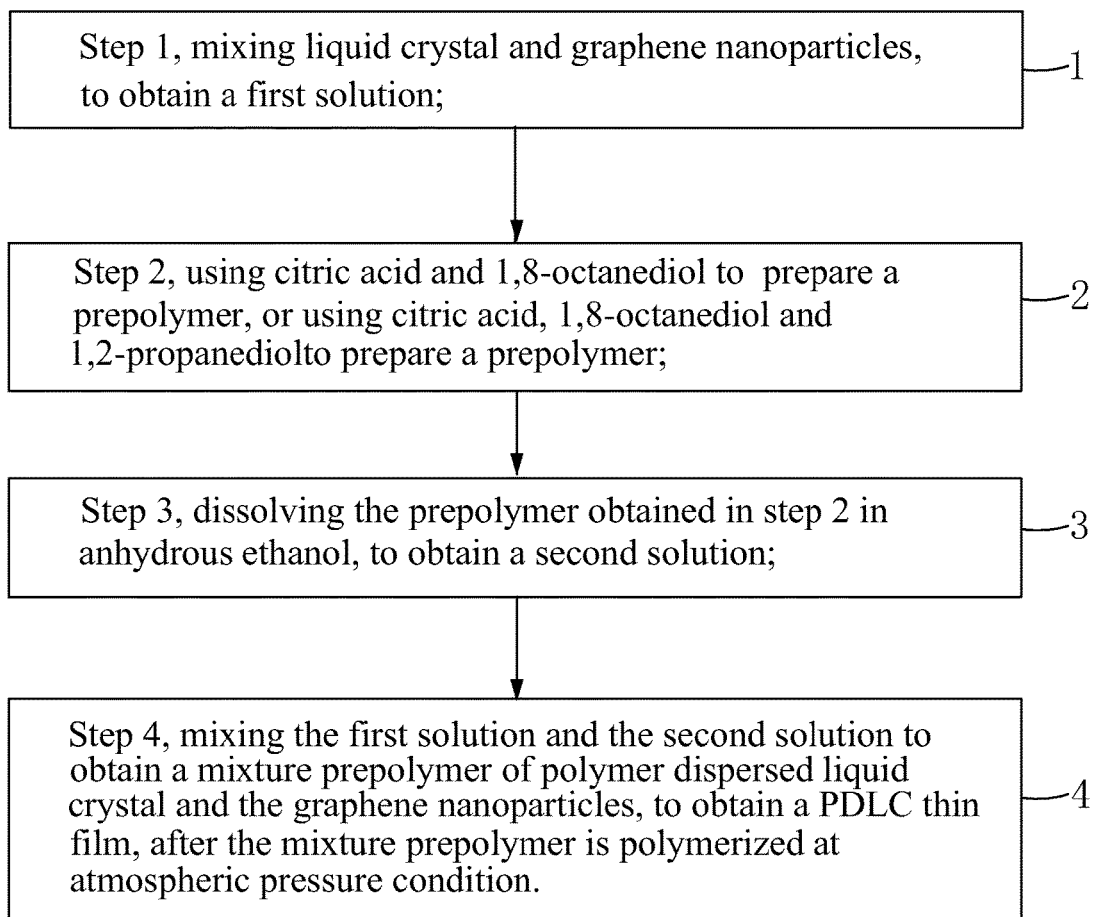 Step 1, mixing liquid crystal and graphene nanoparticles,
to obtain a first solution;
1
Step 2, using citric acid and 1,8-octanediol to prepare a
prepolymer, or using citric acid, 1,8-octanediol and
1,2-propanediolto prepare a prepolymer;
2
Step 3, dissolving the prepolymer obtained in step 2 in
anhydrous ethanol, to obtain a second solution;
3
Step 4, mixing the first solution and the second solution to
obtain a mixture prepolymer of polymer dispersed liquid
crystal and the graphene nanoparticles, to obtain a PDLC thin
film, after the mixture prepolymer is polymerized at
atmospheric pressure condition.
4